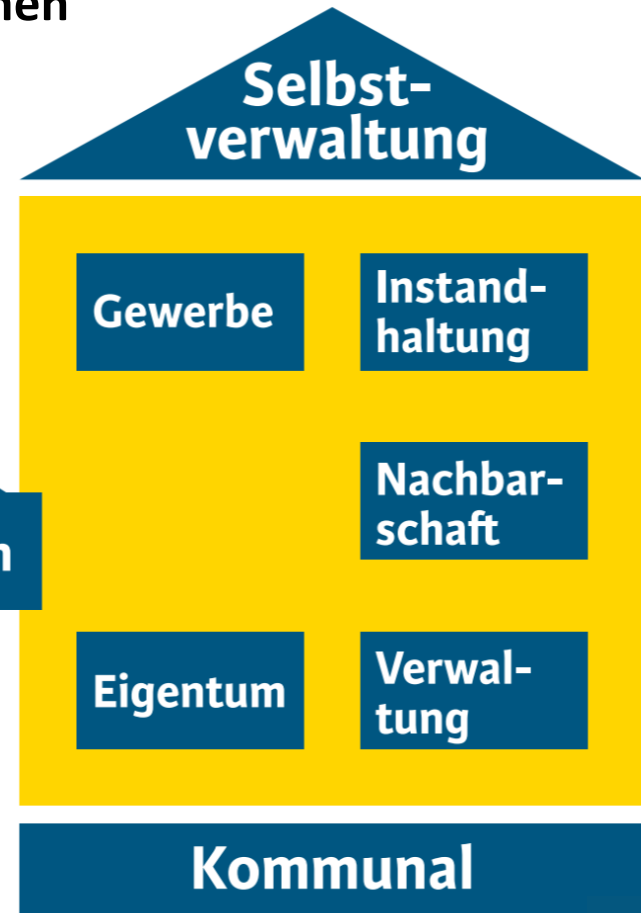 Selbst-
verwaltung
Gewerbe
Instand-
haltung
Nachbar-
schaft
Eigentum
Verwal-
tung
Kommunal